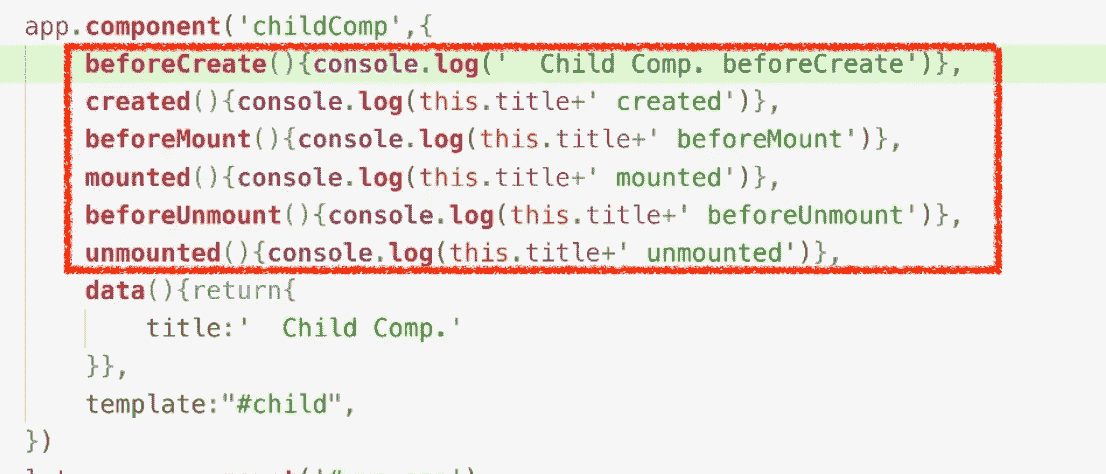 app.component('childComp',{
beforeCreate(){console.log('  Child Comp. beforeCreate')},
created(){console.log(this.title+' created')},
beforeMount(){console.log(this.title+' beforeMount')},
mounted(){console.log(this.title+' mounted')},
beforeUnmount(){console.log(this.title+' beforeUnmount')},
unmounted(){console.log(this.title+' unmounted')},
data(){return{
title:'  Child Comp.'
}},
template:"#child",
})